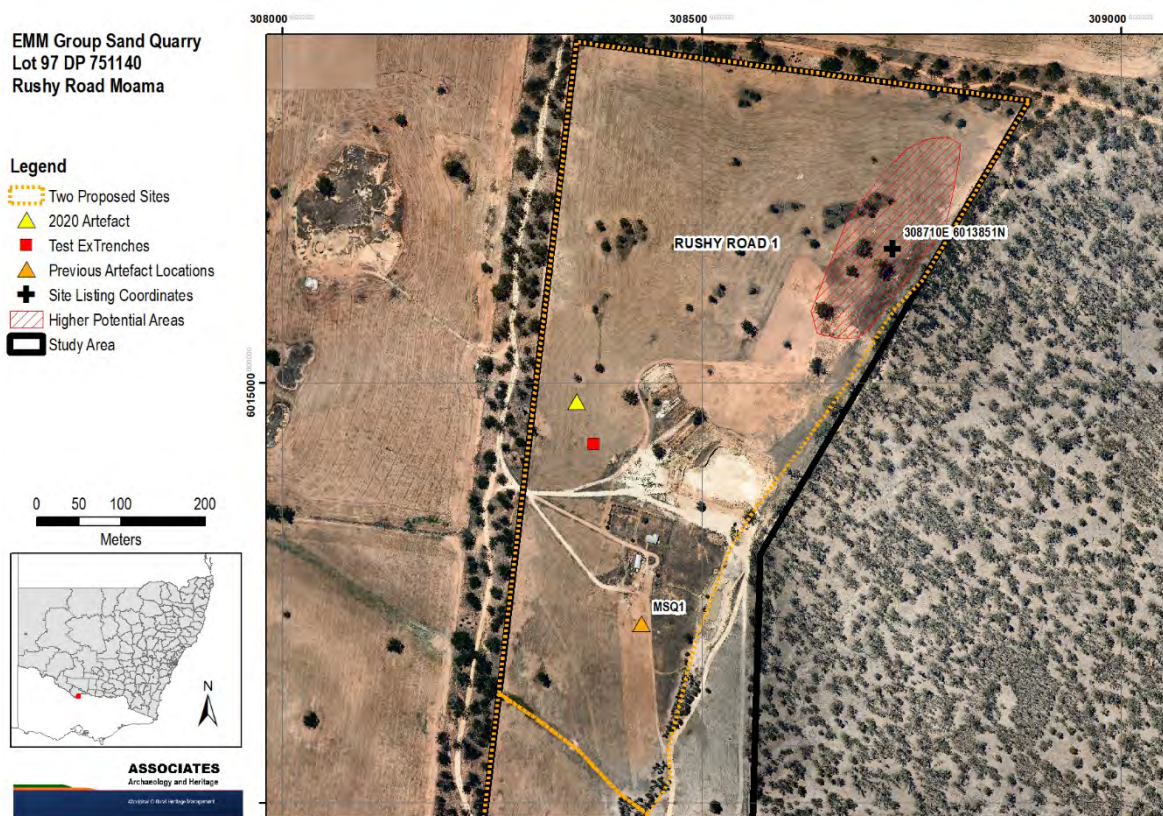 EMM Group Sand Quarry
Lot 97 DP 751140
Rushy Road Moama
Legend
Two Proposed Sites
2020 Artefact
Test ExTrenches
Previous Artefact Locations
Site Listing Coordinates
Higher Potential Areas
Study Area
0 50 100 200
Meters
N
ASSOCIATES
Archaeology and Heritage
308000
308500
309000
6015000
RUSHY ROAD 1
308710E 6013851N
MSQ1